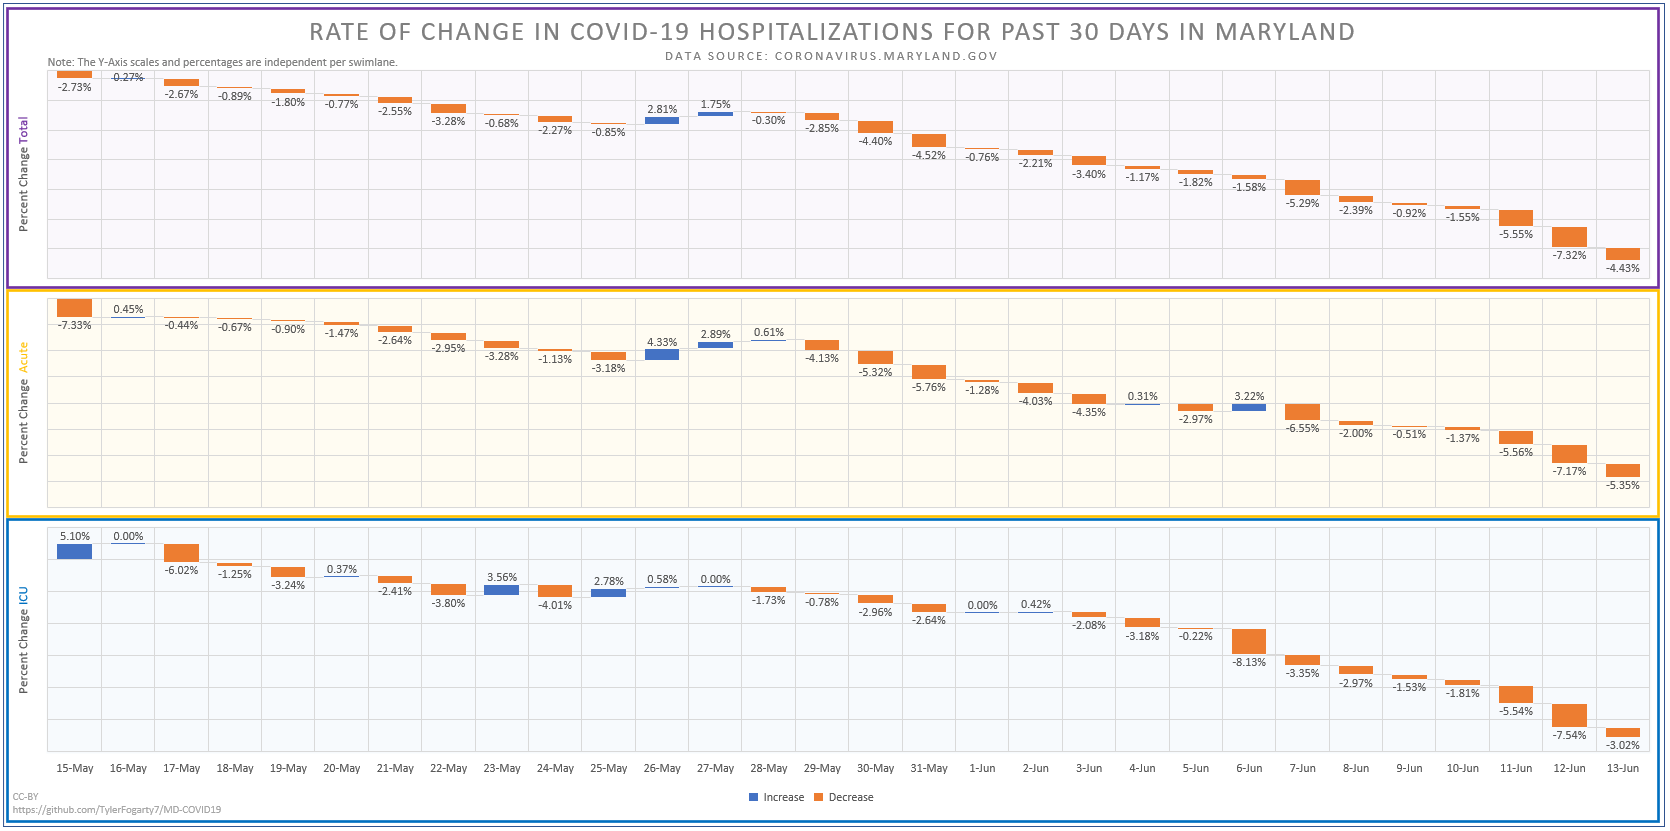 RATE OF CHANGE IN COVID-19 HOSPITALIZATIONS FOR PAST 30 DAYS IN MARYLAND
DATA SOURCE: CORONAVIRUS.MARYLAND.GOV
Note: The Y-Axis scales and percentages are independent per swimlane.
Percent Change Total
-2.73% 0.27% -2.67% -0.89% -1.80% -0.77% -2.55% -3.28% -0.68% -2.27% -0.85% 2.81% 1.75% -0.30% -2.85% -4.40% -4.52% -0.76% -2.21% -3.40% -1.17% -1.82% -1.58% -5.29% -2.39% -0.92% -1.55% -5.55% -7.32% -4.43%
Percent Change Acute
-7.33% 0.45% -0.44% -0.67% -0.90% -1.47% -2.64% -2.95% -3.28% -1.13% -3.18% 4.33% 2.89% 0.61% -4.13% -5.32% -5.76% -1.28% -4.03% -4.35% 0.31% -2.97% 3.22% -6.55% -2.00% -0.51% -1.37% -5.56% -7.17% -5.35%
Percent Change ICU
5.10% 0.00% -6.02% -1.25% -3.24% 0.37% -2.41% -3.80% 3.56% -4.01% 2.78% 0.58% 0.00% -1.73% -0.78% -2.96% -2.64% 0.00% 0.42% -2.08% -3.18% -0.22% -8.13% -3.35% -2.97% -1.53% -1.81% -5.54% -7.54% -3.02%
15-May 16-May 17-May 18-May 19-May 20-May 21-May 22-May 23-May 24-May 25-May 26-May 27-May 28-May 29-May 30-May 31-May 1-Jun 2-Jun 3-Jun 4-Jun 5-Jun 6-Jun 7-Jun 8-Jun 9-Jun 10-Jun 11-Jun 12-Jun 13-Jun
Increase Decrease
CC-BY
https://github.com/TylerFogarty7/MD-COVID19